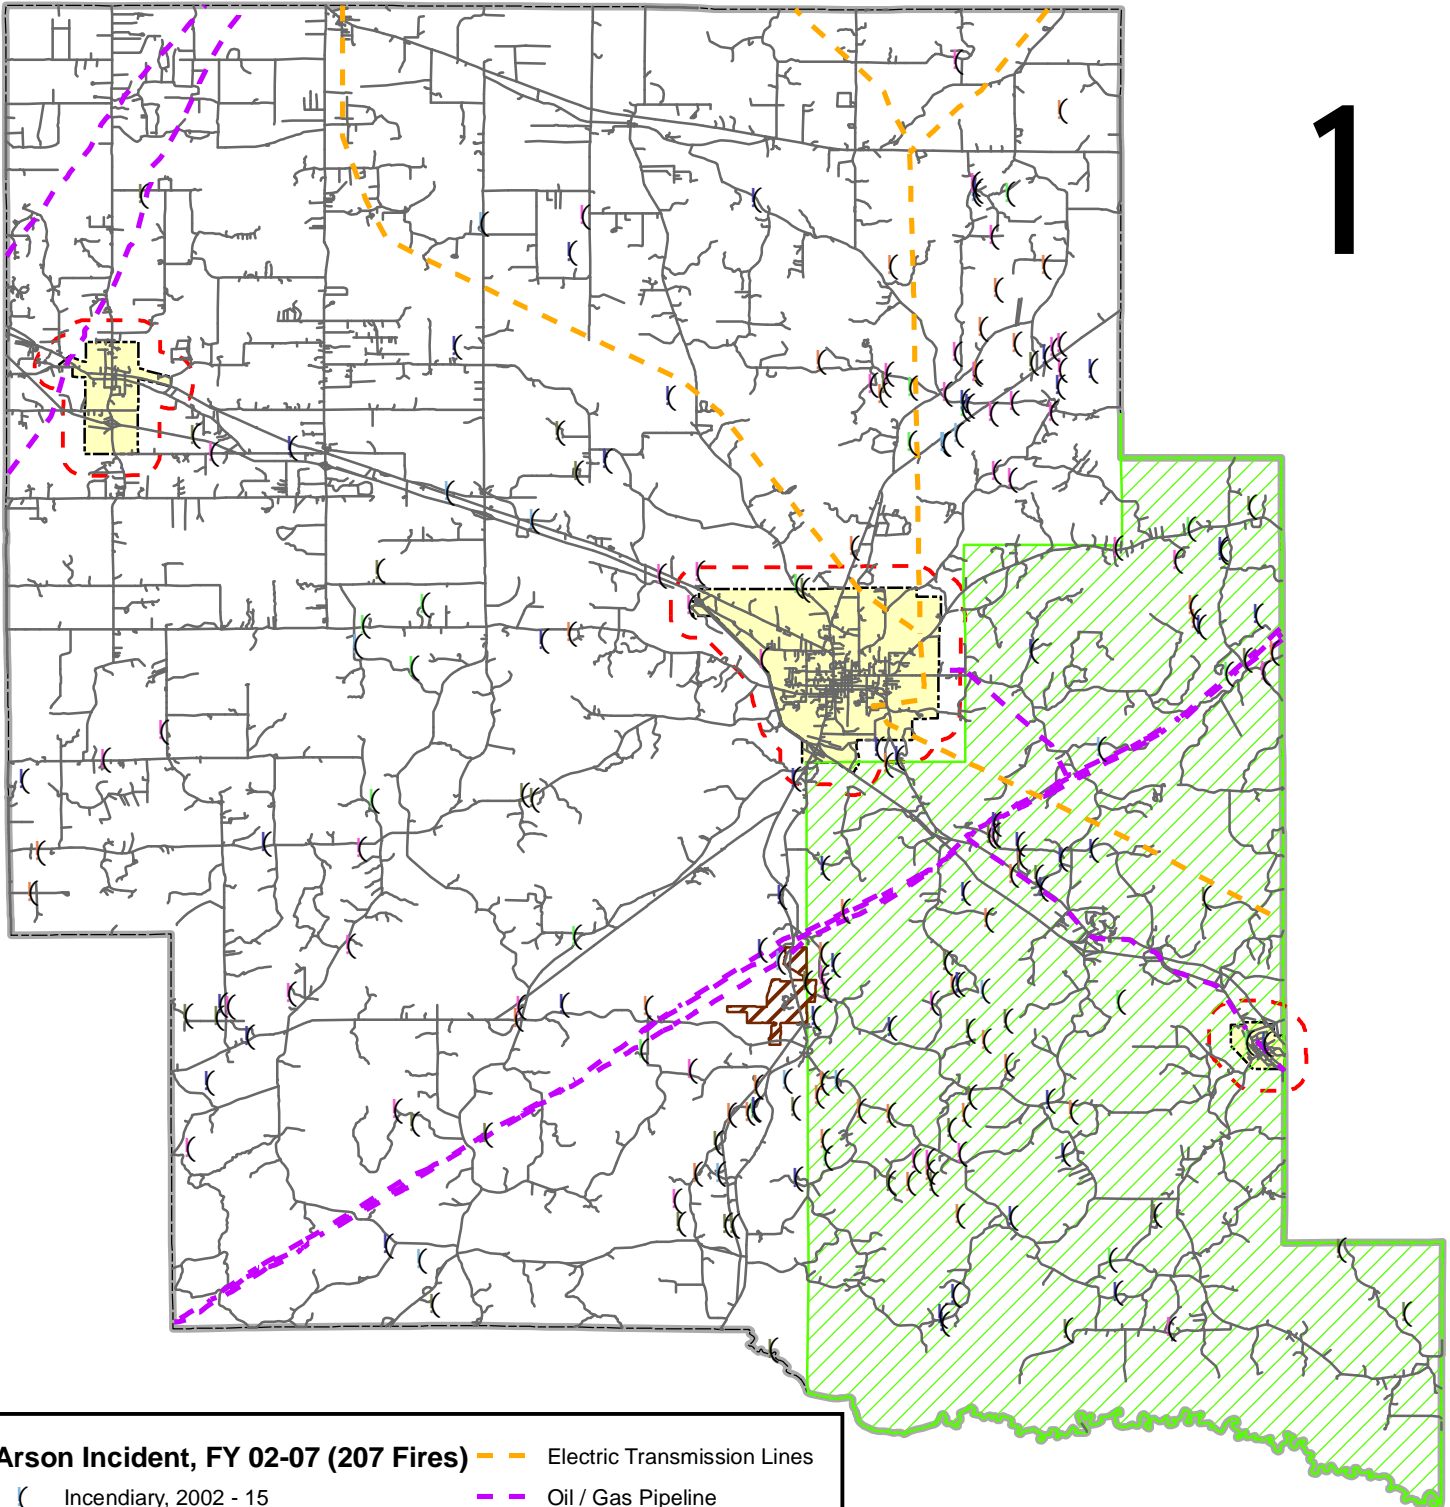 1
Arson Incident, FY 02-07 (207 Fires)
Incendiary, 2002 - 15
Electric Transmission Lines
Oil / Gas Pipeline